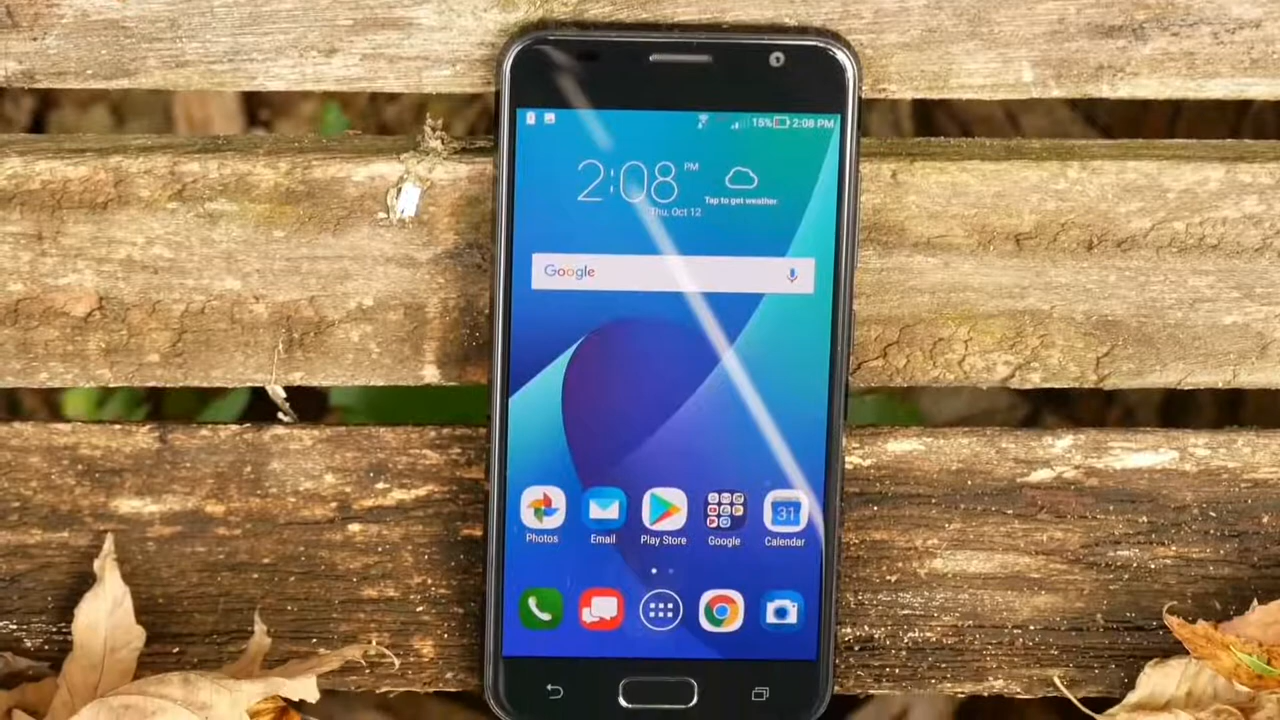 15% 2:08 PM
2:08 PM
Tap to get weather
Thu, Oct 12
Google
Photos Email Play Store Google Calendar
31